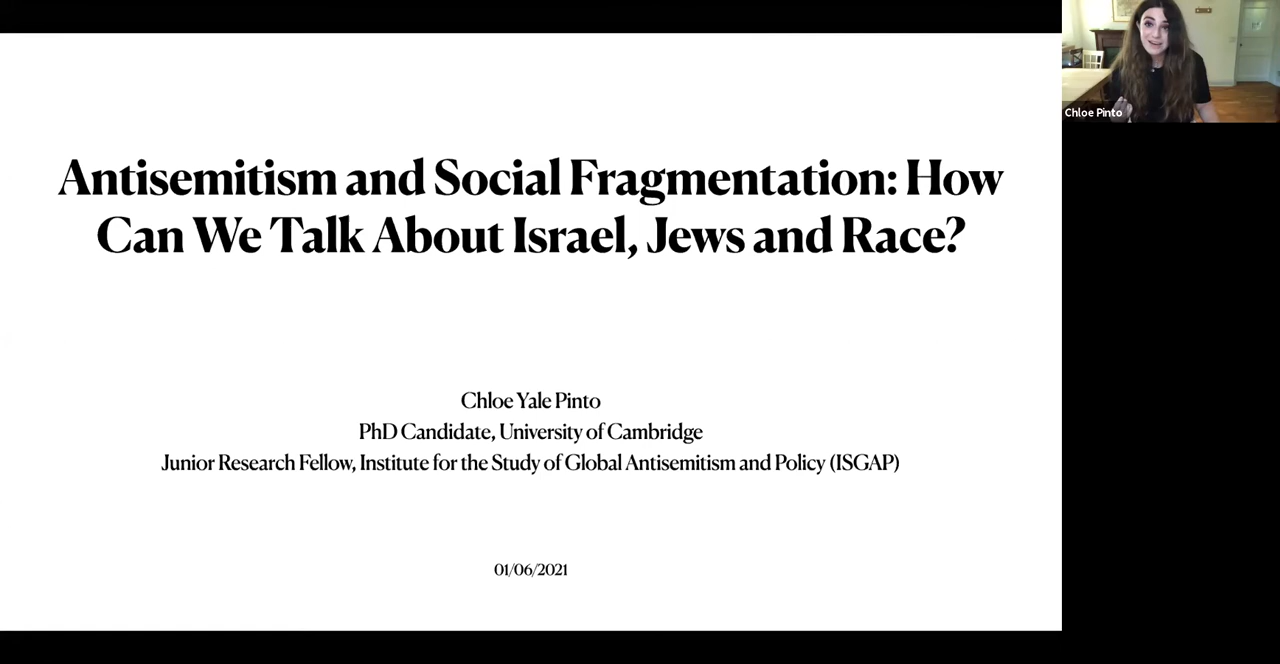 Antisemitism and Social Fragmentation: How
Can We Talk About Israel, Jews and Race?
Chloe Yale Pinto
PhD Candidate, University of Cambridge
Junior Research Fellow, Institute for the Study of Global Antisemitism and Policy (ISGAP)
01/06/2021
Chloe Pinto